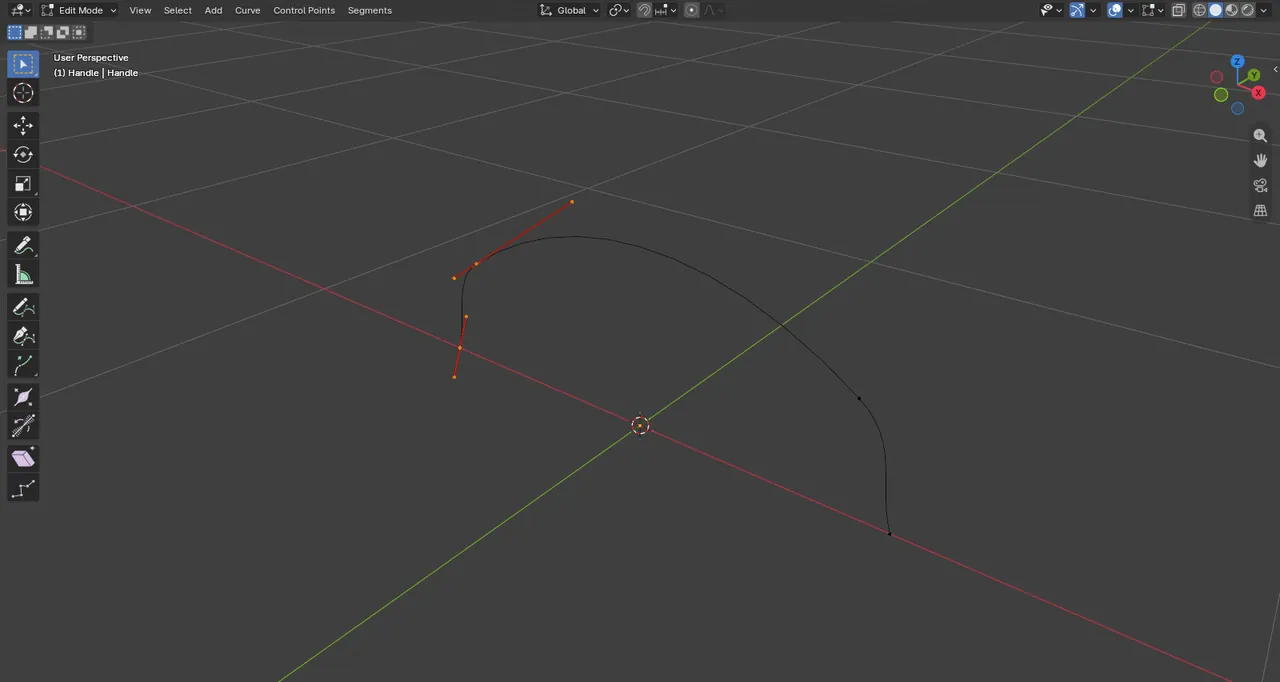 Edit Mode View Select Add Curve Control Points Segments Global
User Perspective
(1) Handle | Handle
Z
Y
X